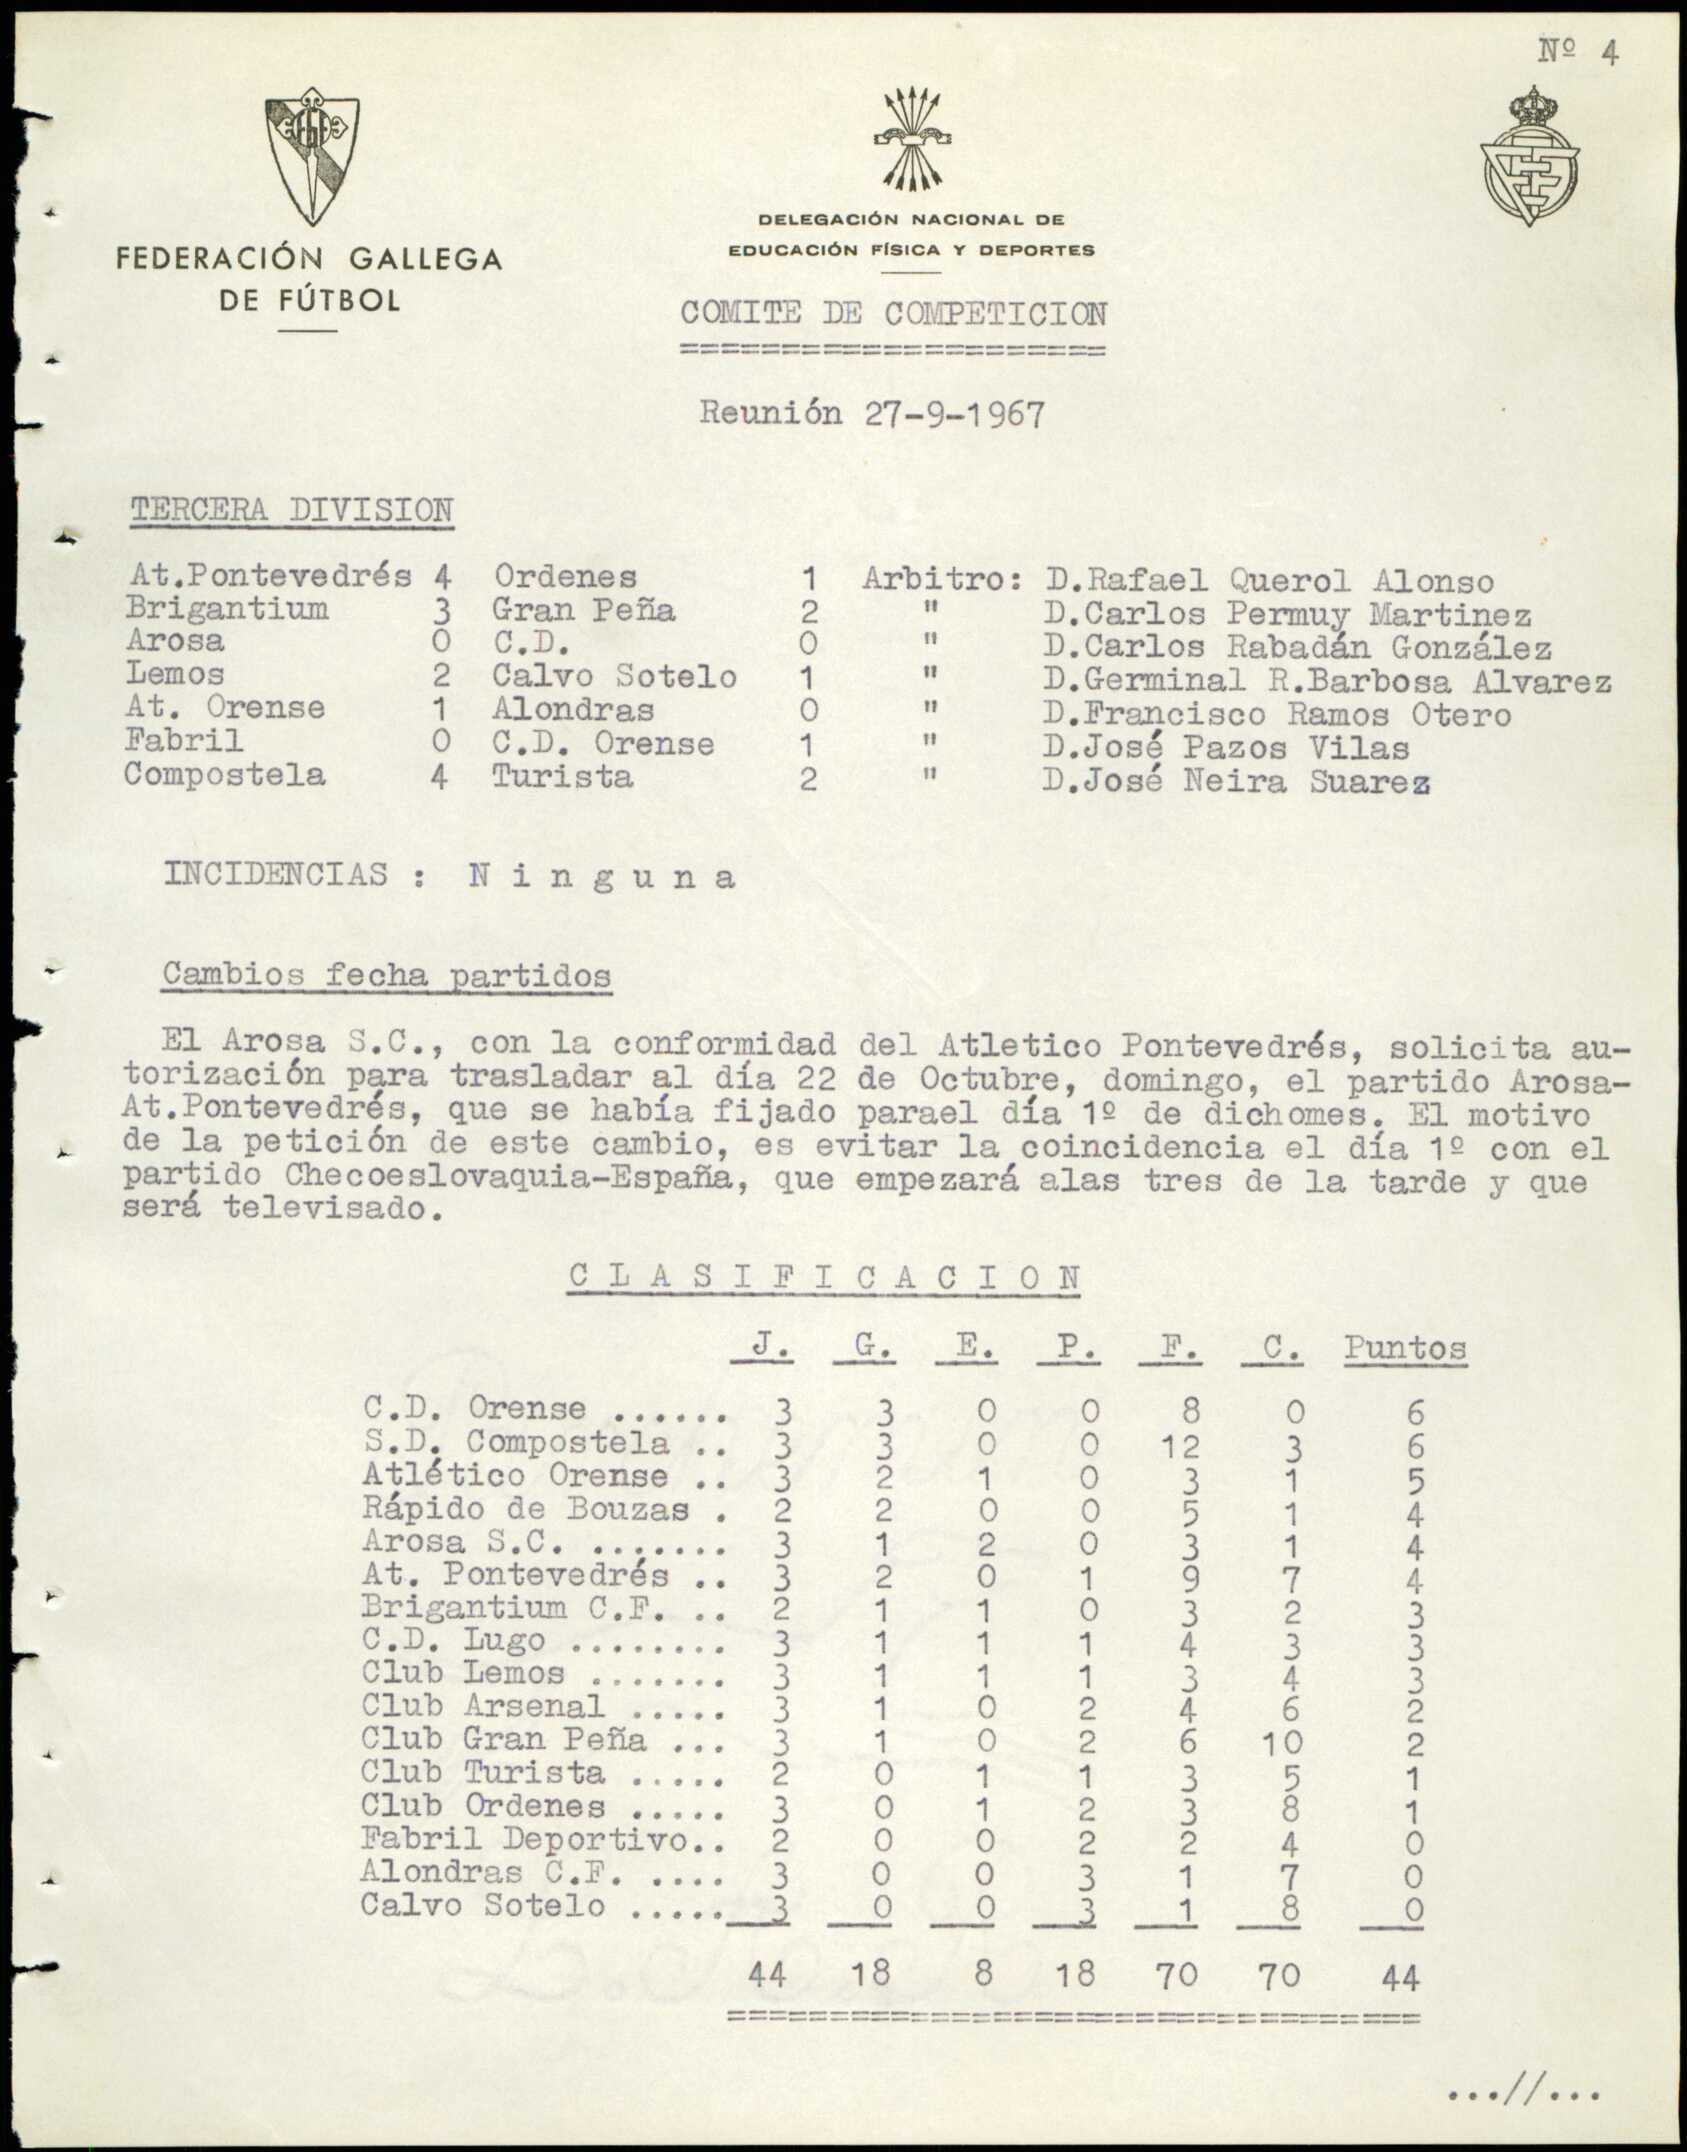 Nº 4
FEDERACIÓN GALLEGA
DE FÚTBOL
DELEGACIÓN NACIONAL DE
EDUCACIÓN FÍSICA Y DEPORTES
COMITE DE COMPETICION
=====================
Reunión 27-9-1967
TERCERA DIVISION
At.Pontevedrés 4 Ordenes 1 Arbitro: D.Rafael Querol Alonso
Brigantium 3 Gran Peña 2 " D.Carlos Permuy Martinez
Arosa 0 C.D. 0 " D.Carlos Rabadán González
Lemos 2 Calvo Sotelo 1 " D.Germinal R.Barbosa Alvarez
At. Orense 1 Alondras 0 " D.Francisco Ramos Otero
Fabril 0 C.D. Orense 1 " D.José Pazos Vilas
Compostela 4 Turista 2 " D.José Neira Suarez
INCIDENCIAS : N i n g u n a
Cambios fecha partidos
El Arosa S.C., con la conformidad del Atletico Pontevedrés, solicita au-
torización para trasladar al día 22 de Octubre, domingo, el partido Arosa-
At.Pontevedrés, que se había fijado parael día 1º de dichomes. El motivo
de la petición de este cambio, es evitar la coincidencia el día 1º con el
partido Checoeslovaquia-España, que empezará alas tres de la tarde y que
será televisado.
C L A S I F I C A C I O N
J. G. E. P. F. C. Puntos
C.D. Orense ...... 3 3 0 0 8 0 6
S.D. Compostela .. 3 3 0 0 12 3 6
Atlético Orense .. 3 2 1 0 3 1 5
Rápido de Bouzas . 2 2 0 0 5 1 4
Arosa S.C. ....... 3 1 2 0 3 1 4
At. Pontevedrés .. 3 2 0 1 9 7 4
Brigantium C.F. .. 2 1 1 0 3 2 3
C.D. Lugo ........ 3 1 1 1 4 3 3
Club Lemos ....... 3 1 1 1 3 4 3
Club Arsenal ..... 3 1 0 2 4 6 2
Club Gran Peña ... 3 1 0 2 6 10 2
Club Turista ..... 2 0 1 1 3 5 1
Club Ordenes ..... 3 0 1 2 3 8 1
Fabril Deportivo.. 2 0 0 2 2 4 0
Alondras C.F. .... 3 0 0 3 1 7 0
Calvo Sotelo ..... 3 0 0 3 1 8 0
44 18 8 18 70 70 44
==================================
...//...